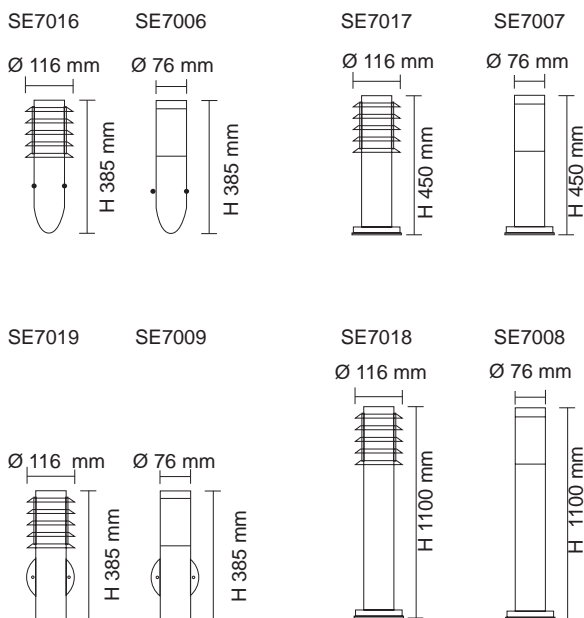 SE7016
SE7006
SE7017
SE7007
Ø 116 mm
Ø 76 mm
Ø 116 mm
Ø 76 mm
H 385 mm
H 385 mm
H 450 mm
H 450 mm
SE7019
SE7009
SE7018
SE7008
Ø 116 mm
Ø 76 mm
Ø 116 mm
Ø 76 mm
H 385 mm
H 385 mm
H 1100 mm
H 1100 mm